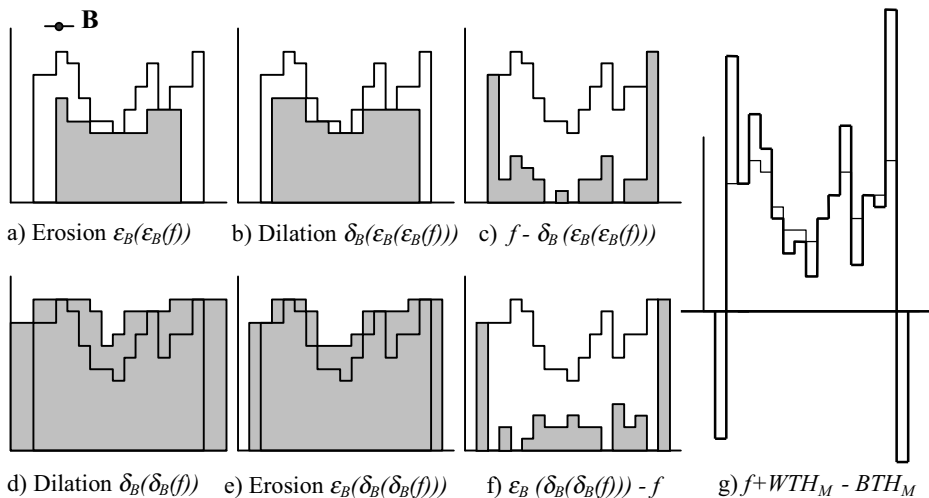 B
a) Erosion ε_B(ε_B(f))
b) Dilation δ_B(ε_B(ε_B(f)))
c) f - δ_B (ε_B(ε_B(f)))
d) Dilation δ_B(δ_B(f))
e) Erosion ε_B(δ_B(δ_B(f)))
f) ε_B (δ_B(δ_B(f))) - f
g) f+WTH_M - BTH_M